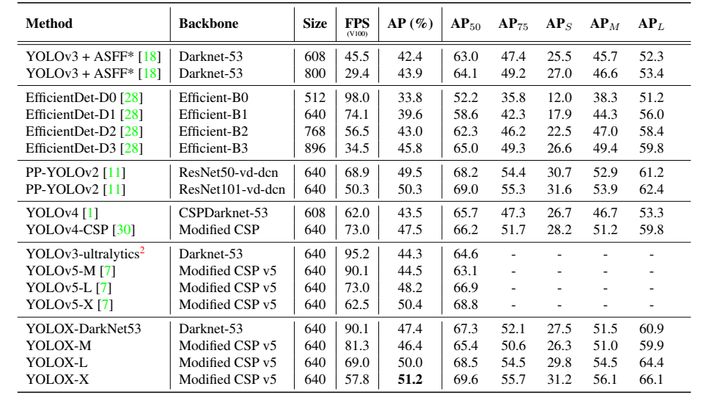 Method Backbone Size FPS (V100) AP (%) AP50 AP75 APS APM APL
YOLOv3 + ASFF* [18] Darknet-53 608 45.5 42.4 63.0 47.4 25.5 45.7 52.3
YOLOv3 + ASFF* [18] Darknet-53 800 29.4 43.9 64.1 49.2 27.0 46.6 53.4
EfficientDet-D0 [28] Efficient-B0 512 98.0 33.8 52.2 35.8 12.0 38.3 51.2
EfficientDet-D1 [28] Efficient-B1 640 74.1 39.6 58.6 42.3 17.9 44.3 56.0
EfficientDet-D2 [28] Efficient-B2 768 56.5 43.0 62.3 46.2 22.5 47.0 58.4
EfficientDet-D3 [28] Efficient-B3 896 34.5 45.8 65.0 49.3 26.6 49.4 59.8
PP-YOLOv2 [11] ResNet50-vd-dcn 640 68.9 49.5 68.2 54.4 30.7 52.9 61.2
PP-YOLOv2 [11] ResNet101-vd-dcn 640 50.3 50.3 69.0 55.3 31.6 53.9 62.4
YOLOv4 [1] CSPDarknet-53 608 62.0 43.5 65.7 47.3 26.7 46.7 53.3
YOLOv4-CSP [30] Modified CSP 640 73.0 47.5 66.2 51.7 28.2 51.2 59.8
YOLOv3-ultralytics2 Darknet-53 640 95.2 44.3 64.6 - - - -
YOLOv5-M [7] Modified CSP v5 640 90.1 44.5 63.1 - - - -
YOLOv5-L [7] Modified CSP v5 640 73.0 48.2 66.9 - - - -
YOLOv5-X [7] Modified CSP v5 640 62.5 50.4 68.8 - - - -
YOLOX-DarkNet53 Darknet-53 640 90.1 47.4 67.3 52.1 27.5 51.5 60.9
YOLOX-M Modified CSP v5 640 81.3 46.4 65.4 50.6 26.3 51.0 59.9
YOLOX-L Modified CSP v5 640 69.0 50.0 68.5 54.5 29.8 54.5 64.4
YOLOX-X Modified CSP v5 640 57.8 51.2 69.6 55.7 31.2 56.1 66.1